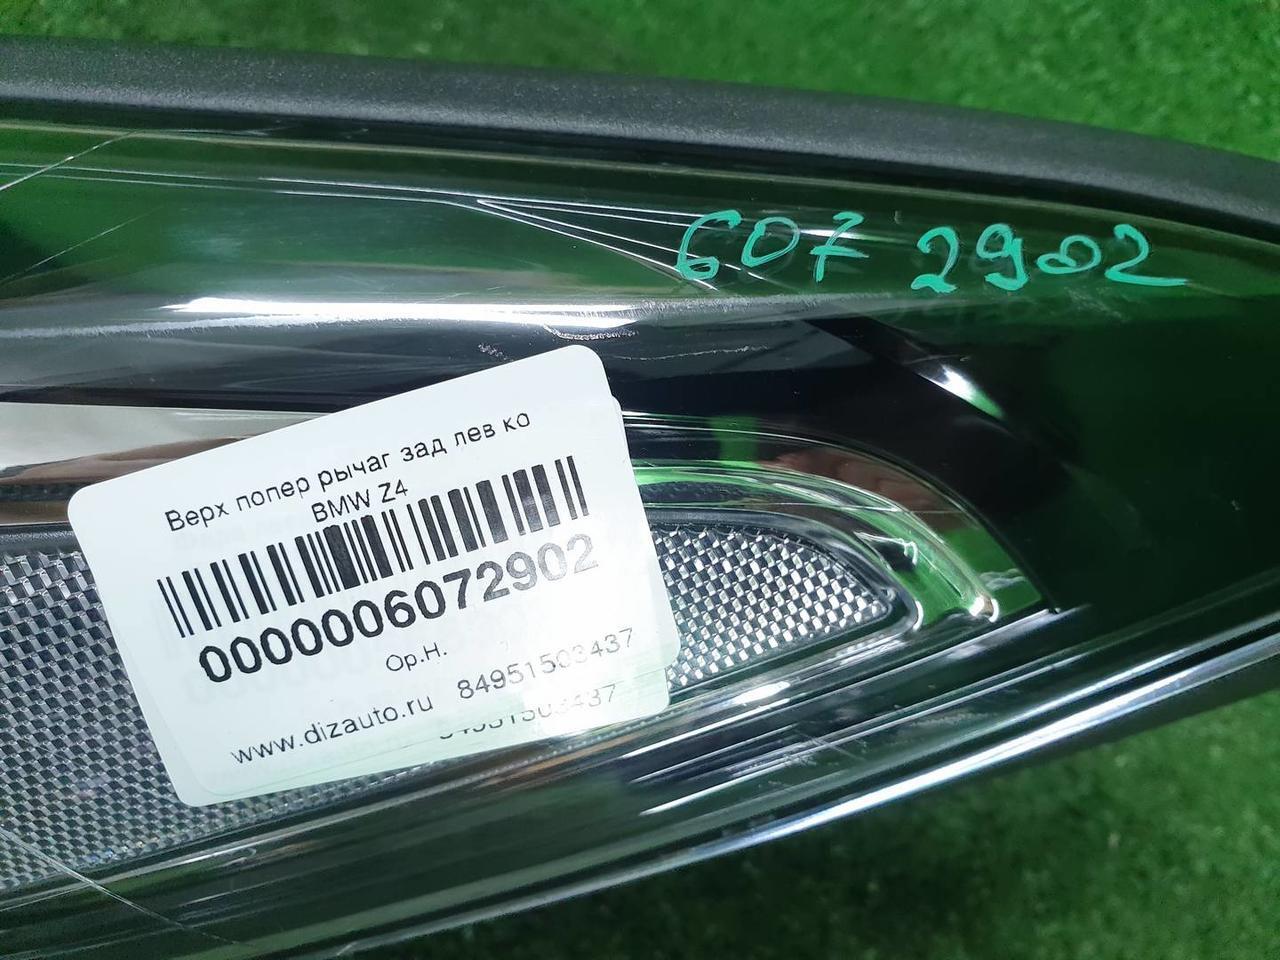 607 2902
Верх попер рычаг зад лев ко
BMW Z4
0000006072902
Ор.Н.
www.dizauto.ru 84951503437